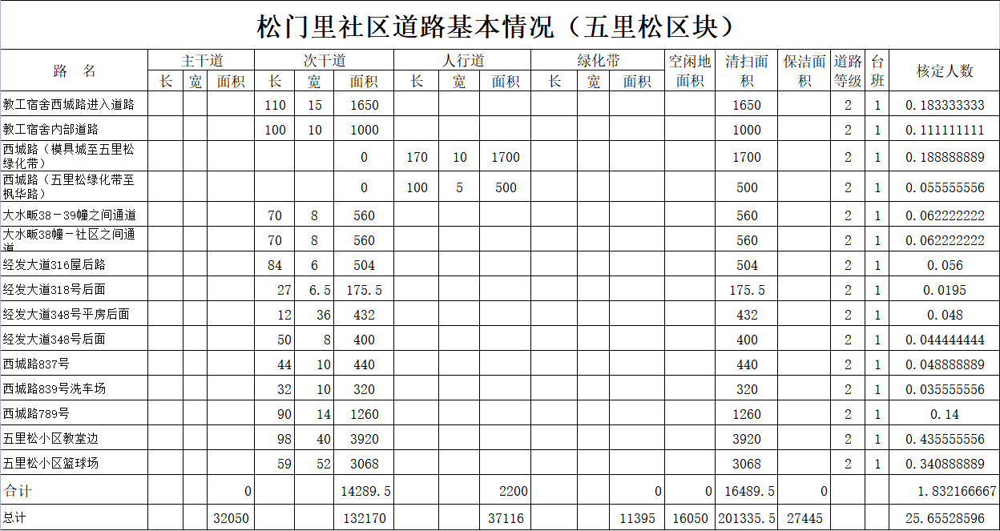 松门里社区道路基本情况（五里松区块）
路　名 主干道 次干道 人行道 绿化带 空闲地面积 清扫面积 保洁面积 道路等级 台班 核定人数
长 宽 面积 长 宽 面积 长 宽 面积 长 宽 面积
教工宿舍西城路进入道路 110 15 1650 1650 2 1 0.183333333
教工宿舍内部道路 100 10 1000 1000 2 1 0.111111111
西城路（模具城至五里松绿化带） 0 170 10 1700 1700 2 1 0.188888889
西城路（五里松绿化带至枫华路） 0 100 5 500 500 2 1 0.055555556
大水畈38－39幢之间通道 70 8 560 560 2 1 0.062222222
大水畈38幢－社区之间通道 70 8 560 560 2 1 0.062222222
经发大道316屋后路 84 6 504 504 2 1 0.056
经发大道318号后面 27 6.5 175.5 175.5 2 1 0.0195
经发大道348号平房后面 12 36 432 432 2 1 0.048
经发大道348号后面 50 8 400 400 2 1 0.044444444
西城路837号 44 10 440 440 2 1 0.048888889
西城路839号洗车场 32 10 320 320 2 1 0.035555556
西城路789号 90 14 1260 1260 2 1 0.14
五里松小区教堂边 98 40 3920 3920 2 1 0.435555556
五里松小区篮球场 59 52 3068 3068 2 1 0.340888889
合计 0 14289.5 2200 0 0 16489.5 0 1.832166667
总计 32050 132170 37116 11395 16050 201335.5 27445 25.65528596